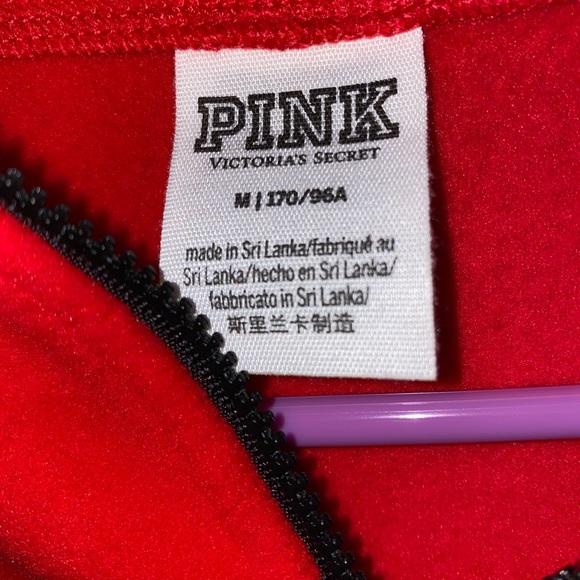 PINK
VICTORIA'S SECRET
M | 170/96A
made in Sri Lanka/fabriqué au
Sri Lanka/hecho en Sri Lanka/
fabbricato in Sri Lanka/
斯里兰卡制造